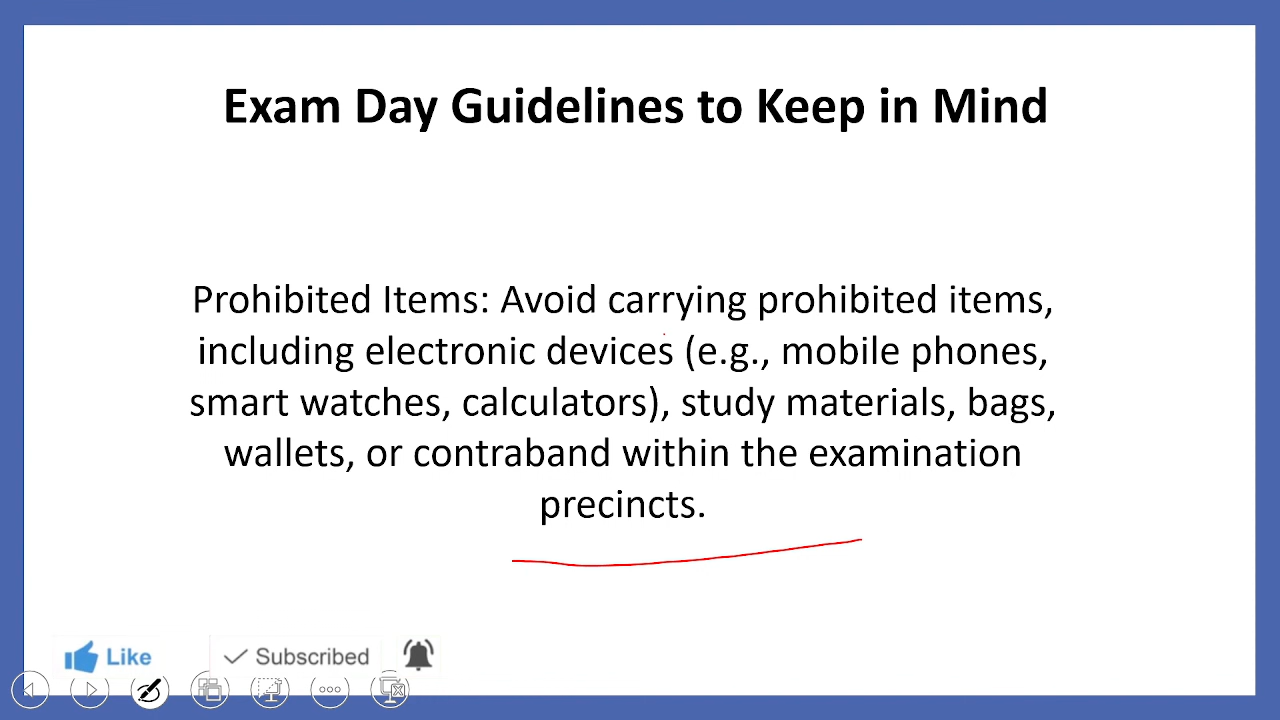 Exam Day Guidelines to Keep in Mind
Prohibited Items: Avoid carrying prohibited items,
including electronic devices (e.g., mobile phones,
smart watches, calculators), study materials, bags,
wallets, or contraband within the examination
precincts.
Like
Subscribed